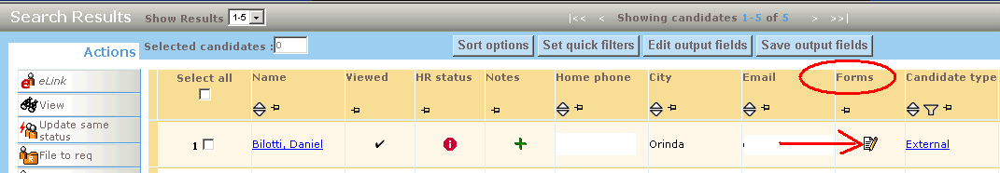 Search Results Show Results 1-5 |<< < Showing candidates 1-5 of 5 > >>|
Actions Selected candidates : 0 Sort options Set quick filters Edit output fields Save output fields
eLink
View
Update same status
File to req
Select all Name Viewed HR status Notes Home phone City Email Forms Candidate type
1 Bilotti, Daniel Orinda External